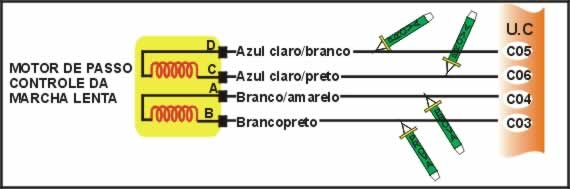 U.C
D Azul claro/branco C05
MOTOR DE PASSO
C Azul claro/preto C06
CONTROLE DA
A Branco/amarelo C04
MARCHA LENTA
B Brancopreto C03